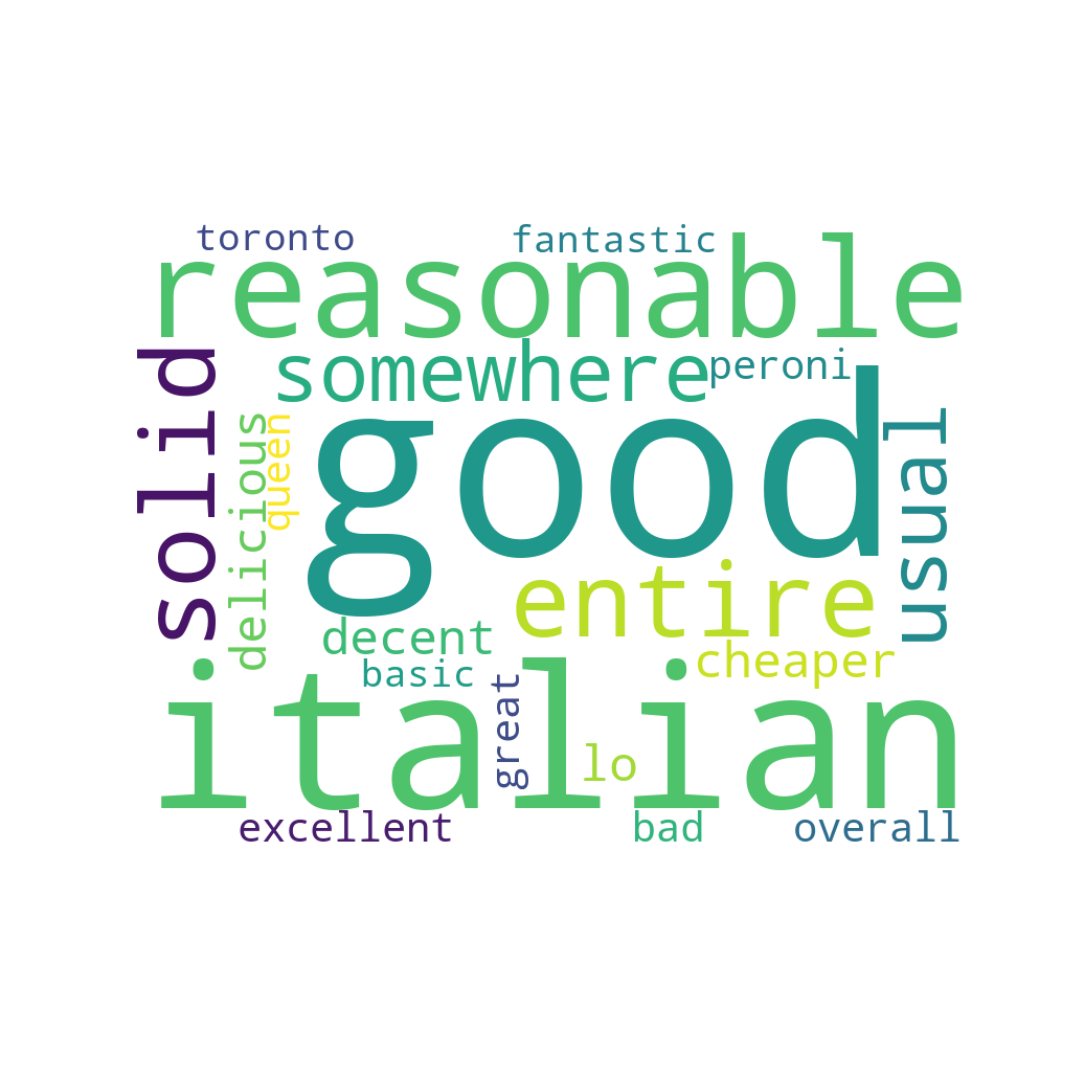 toronto
fantastic
reasonable
somewhere
peroni
solid
delicious
queen
good
usual
entire
decent
cheaper
basic
italian
great
lo
excellent
bad
overall